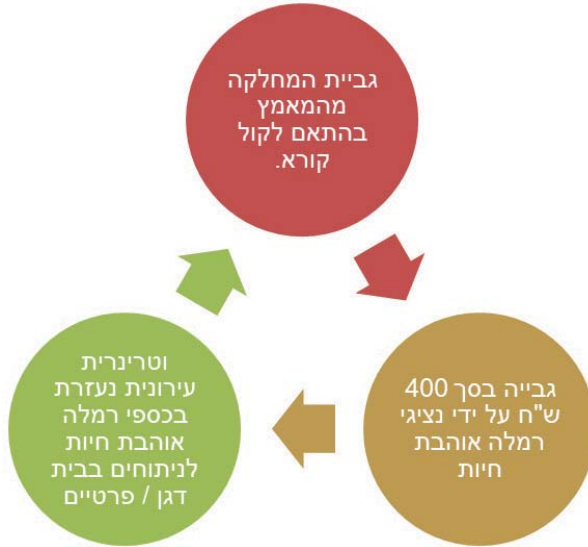 גביית המחלקה
מהמאמץ
בהתאם לקול
קורא.
גבייה בסך 400
ש"ח על ידי נציגי
רמלה אוהבת
חיות
וטרינרית
עירונית נעזרת
בכספי רמלה
אוהבת חיות
לניתוחים בבית
דגן / פרטיים